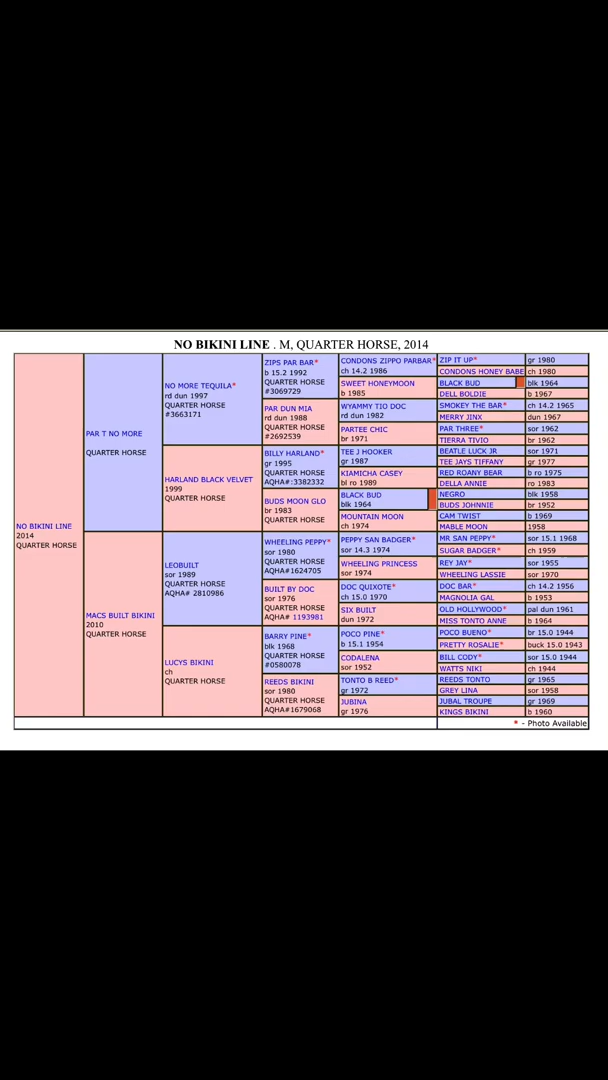 NO BIKINI LINE . M, QUARTER HORSE, 2014
NO BIKINI LINE
2014
QUARTER HORSE
PAR T NO MORE
QUARTER HORSE
NO MORE TEQUILA*
rd dun 1997
QUARTER HORSE
#3663171
ZIPS PAR BAR*
b 15.2 1992
QUARTER HORSE
#3069729
CONDONS ZIPPO PARBAR*
ch 14.2 1986
ZIP IT UP* gr 1980
CONDONS HONEY BABE ch 1980
SWEET HONEYMOON
b 1985
BLACK BUD blk 1964
DELL BOLDIE b 1967
PAR DUN MIA
rd dun 1988
QUARTER HORSE
#2692539
WYAMMY TIO DOC
rd dun 1982
SMOKEY THE BAR* ch 14.2 1965
MERRY JINX dun 1967
PARTEE CHIC
br 1971
PAR THREE* sor 1962
TIERRA TIVIO br 1962
HARLAND BLACK VELVET
1999
QUARTER HORSE
BILLY HARLAND*
gr 1995
QUARTER HORSE
AQHA#:3382332
TEE J HOOKER
gr 1987
BEATLE LUCK JR sor 1971
TEE JAYS TIFFANY gr 1977
KIAMICHA CASEY
bl ro 1989
RED ROANY BEAR b ro 1975
DELLA ANNIE ro 1983
BUDS MOON GLO
br 1983
QUARTER HORSE
BLACK BUD
blk 1964
NEGRO blk 1958
BUDS JOHNNIE br 1952
MOUNTAIN MOON
ch 1974
CAM TWIST b 1969
MABLE MOON 1958
MACS BUILT BIKINI
2010
QUARTER HORSE
LEOBUILT
sor 1989
QUARTER HORSE
AQHA# 2810986
WHEELING PEPPY*
sor 1980
QUARTER HORSE
AQHA#1624705
PEPPY SAN BADGER*
sor 14.3 1974
MR SAN PEPPY* sor 15.1 1968
SUGAR BADGER* ch 1959
WHEELING PRINCESS
sor 1974
REY JAY* sor 1955
WHEELING LASSIE sor 1970
BUILT BY DOC
sor 1976
QUARTER HORSE
AQHA# 1193981
DOC QUIXOTE*
ch 15.0 1970
DOC BAR* ch 14.2 1956
MAGNOLIA GAL b 1953
SIX BUILT
dun 1972
OLD HOLLYWOOD* pal dun 1961
MISS TONTO ANNE b 1964
LUCYS BIKINI
ch
QUARTER HORSE
BARRY PINE*
blk 1968
QUARTER HORSE
#0580078
POCO PINE*
b 15.1 1954
POCO BUENO* br 15.0 1944
PRETTY ROSALIE* buck 15.0 1943
CODALENA
sor 1952
BILL CODY* sor 15.0 1944
WATTS NIKI ch 1944
REEDS BIKINI
sor 1980
QUARTER HORSE
AQHA#1679068
TONTO B REED*
gr 1972
REEDS TONTO gr 1965
GREY LINA sor 1958
JUBINA
gr 1976
JUBAL TROUPE gr 1969
KINGS BIKINI b 1960
* - Photo Available